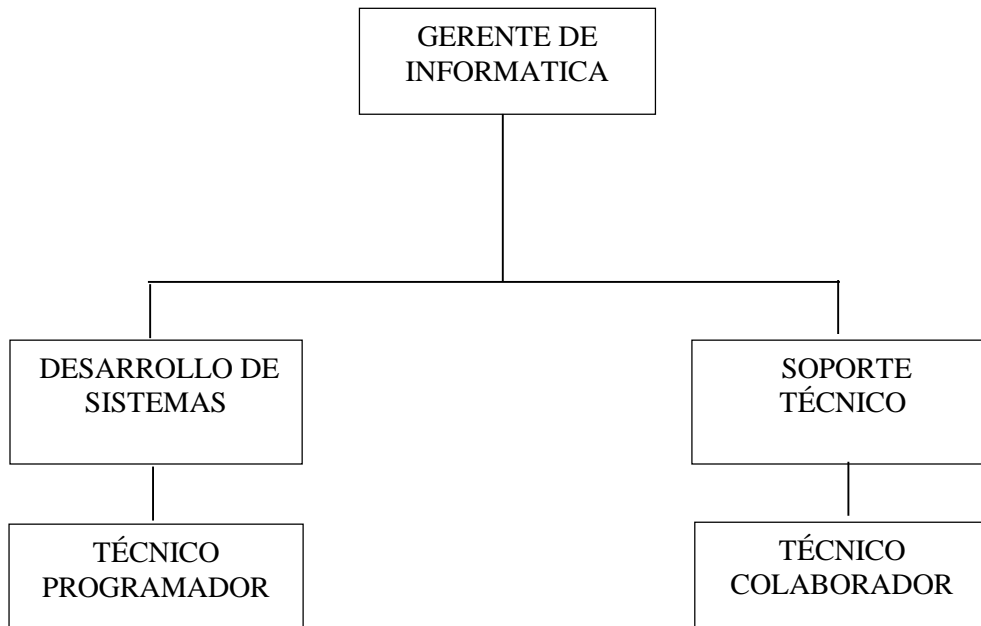 GERENTE DE
INFORMATICA
DESARROLLO DE
SISTEMAS
SOPORTE
TÉCNICO
TÉCNICO
PROGRAMADOR
TÉCNICO
COLABORADOR